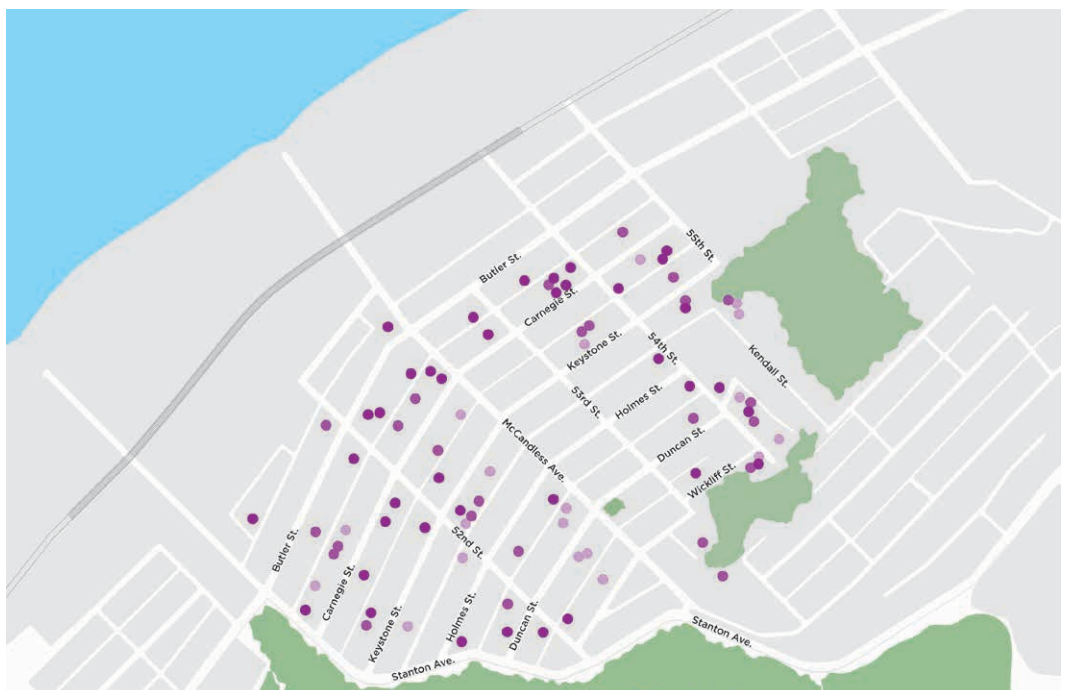 55th St.
Butler St.
Carnegie St.
Keystone St.
54th St.
Kendall St.
53rd St.
Holmes St.
McCandless Ave.
Duncan St.
Wickliff St.
52nd St.
Butler St.
Carnegie St.
Keystone St.
Holmes St.
Duncan St.
Stanton Ave.
Stanton Ave.